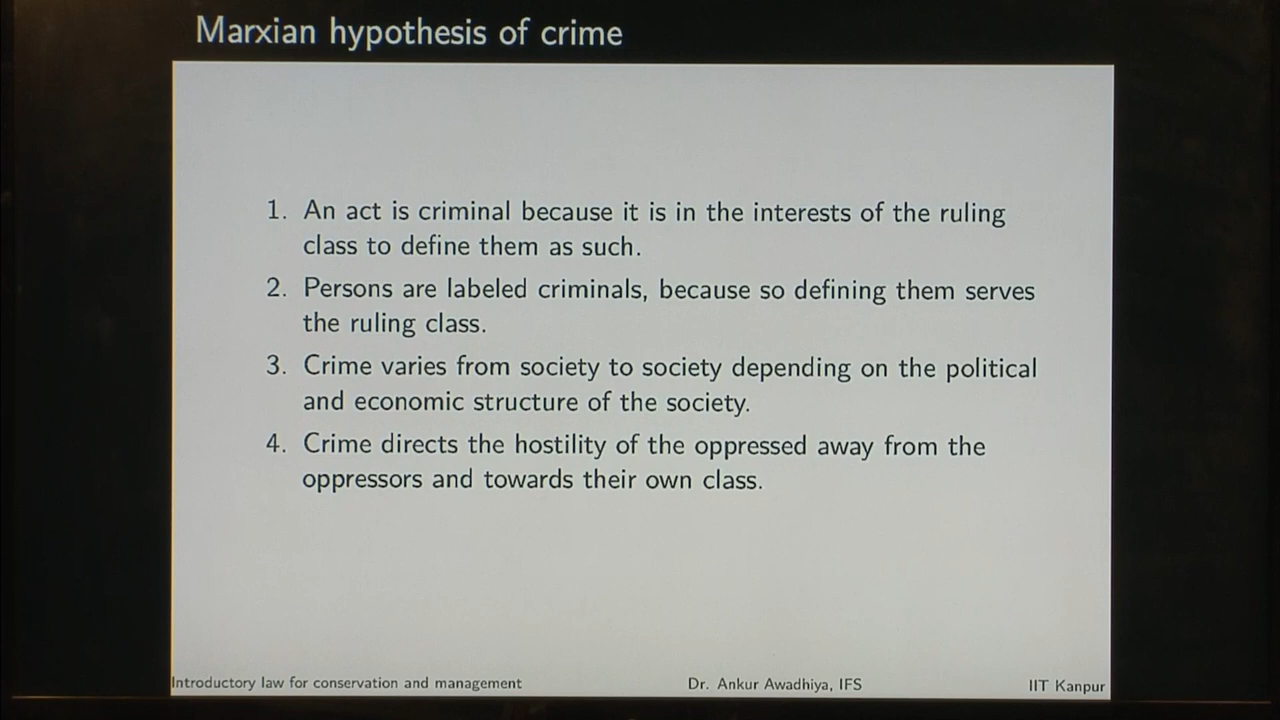 Marxian hypothesis of crime
1. An act is criminal because it is in the interests of the ruling
class to define them as such.
2. Persons are labeled criminals, because so defining them serves
the ruling class.
3. Crime varies from society to society depending on the political
and economic structure of the society.
4. Crime directs the hostility of the oppressed away from the
oppressors and towards their own class.
Introductory law for conservation and management Dr. Ankur Awadhiya, IFS IIT Kanpur